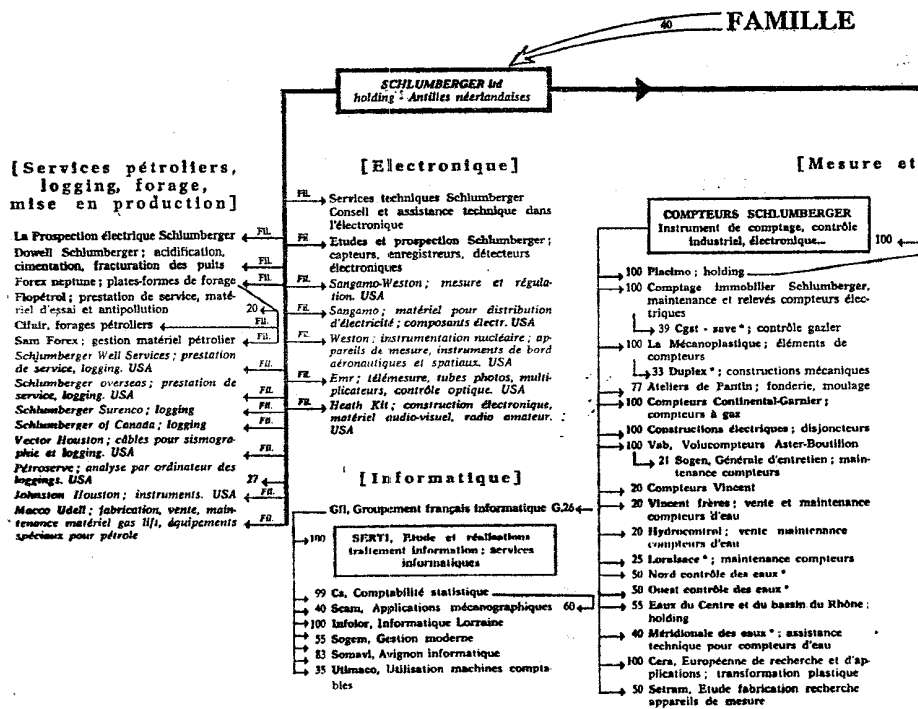 40
FAMILLE
SCHLUMBERGER ltd
holding - Antilles néerlandaises
[Services pétroliers,
logging, forage,
mise en production]
La Prospection électrique Schlumberger Fil.
Dowell Schlumberger ; acidification,
cimentation, fracturation des puits Fil.
Forex neptune ; plates-formes de forage Fil.
Flopétrol ; prestation de service, maté-
riel d'essai et antipollution 20
Cifair, forages pétroliers Fil.
Sam Forex ; gestion matériel pétrolier Fil.
Schlumberger Well Services ; prestation
de service, logging. USA Fil.
Schlumberger overseas ; prestation de
service, logging. USA Fil.
Schlumberger Surenco ; logging Fil.
Schlumberger of Canada ; logging Fil.
Vector Houston ; câbles pour sismogra-
phie et logging. USA Fil.
Pétroserve ; analyse par ordinateur des
loggings. USA 27
Johnston Houston ; instruments. USA Fil.
Macco Udell ; fabrication, vente, main-
tenance matériel gas lift, équipements
spéciaux pour pétrole Fil.
[Electronique]
Fil. Services techniques Schlumberger
Conseil et assistance technique dans
l'électronique
Fil Etudes et prospection Schlumberger ;
capteurs, enregistreurs, détecteurs
électroniques
Fil. Sangamo-Weston ; mesure et régula-
tion. USA
Fil. Sangamo ; matériel pour distribution
d'électricité ; composants électr. USA
Fil. Weston ; instrumentation nucléaire ; ap-
pareils de mesure, instruments de bord
aéronautiques et spatiaux. USA
Fil. Emr ; télémesure, tubes photos, multi-
plicateurs, contrôle optique. USA
Fil. Heath Kit ; construction électronique,
matériel audio-visuel, radio amateur.
USA
[Informatique]
Gfi, Groupement français informatique G,26
100 SERTI, Etude et réalisations
traitement information ; services
informatiques
99 Cs, Comptabilité statistique
40 Scam, Applications mécanographiques 60
100 Infolor, Informatique Lorraine
55 Sogem, Gestion moderne
83 Somavi, Avignon informatique
35 Utimaco, Utilisation machines compta-
bles
[Mesure et
COMPTEURS SCHLUMBERGER
Instrument de comptage, contrôle
industriel, électronique...
100
100 Placimo ; holding
100 Comptage immobilier Schlumberger,
maintenance et relevés compteurs élec-
triques
39 Cgst - save* ; contrôle gazier
100 La Mécanoplastique ; éléments de
compteurs
33 Duplex* ; constructions mécaniques
77 Ateliers de Pantin ; fonderie, moulage
100 Compteurs Continental-Garnier ;
compteurs à gaz
100 Constructions électriques ; disjoncteurs
100 Vab, Volucompteurs Aster-Boutillon
21 Sogen, Générale d'entretien ; main-
tenance compteurs
20 Compteurs Vincent
20 Vincent frères ; vente et maintenance
compteurs d'eau
20 Hydrocontrol ; vente maintenance
compteurs d'eau
25 Loralsace* ; maintenance compteurs
50 Nord contrôle des eaux*
50 Ouest contrôle des eaux*
55 Eaux du Centre et du bassin du Rhône ;
holding
40 Méridionale des eaux* ; assistance
technique pour compteurs d'eau
100 Cera, Européenne de recherche et d'ap-
plications ; transformation plastique
50 Setram, Etude fabrication recherche
appareils de mesure